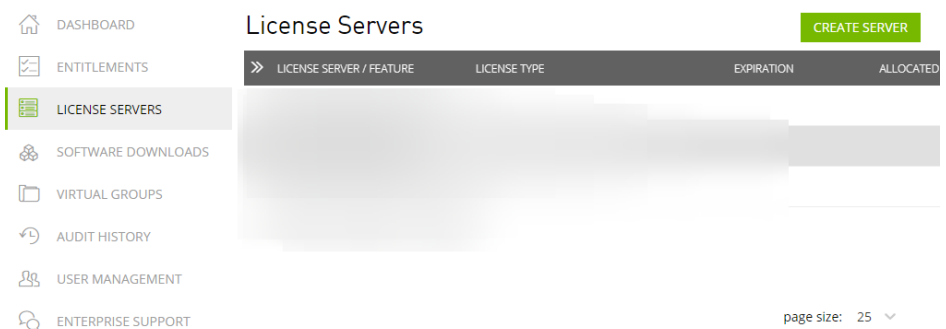 DASHBOARD
ENTITLEMENTS
LICENSE SERVERS
SOFTWARE DOWNLOADS
VIRTUAL GROUPS
AUDIT HISTORY
USER MANAGEMENT
ENTERPRISE SUPPORT
License Servers
CREATE SERVER
LICENSE SERVER / FEATURE LICENSE TYPE EXPIRATION ALLOCATED
page size: 25